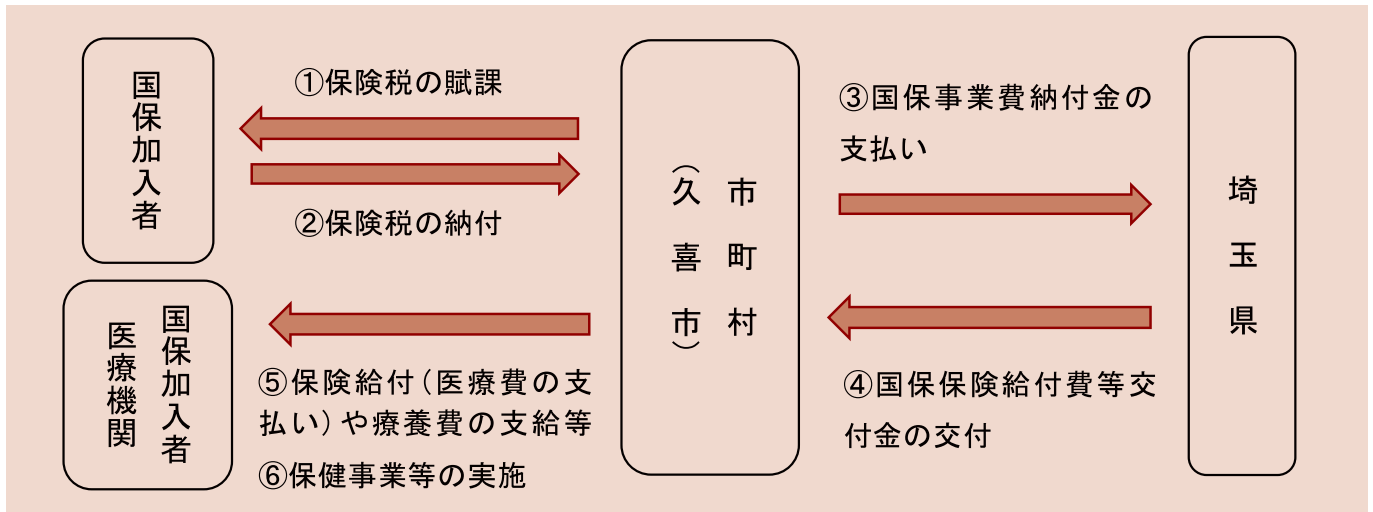 国保加入者
①保険税の賦課
②保険税の納付
国保加入者
医療機関
⑤保険給付(医療費の支
払い)や療養費の支給等
⑥保健事業等の実施
市町村
(久喜市)
③国保事業費納付金の
支払い
④国保保険給付費等交
付金の交付
埼玉県